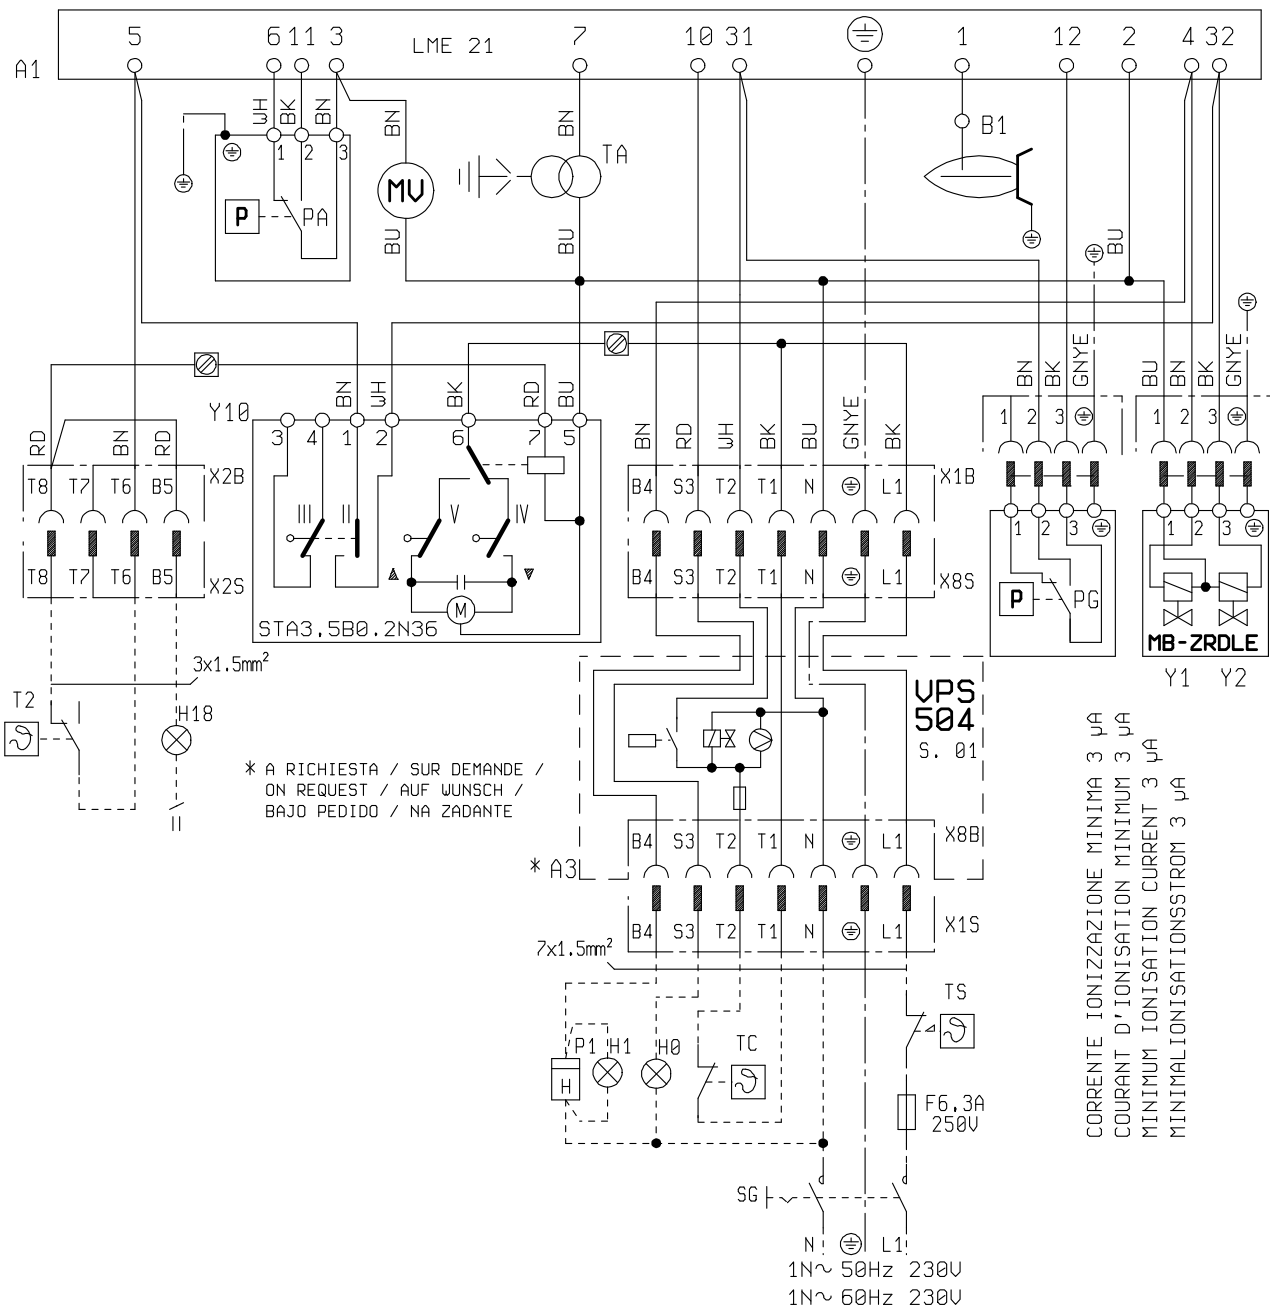 5 6 11 3 LME 21 7 10 31 1 12 2 4 32
A1
WH BK BN BN BN B1
1 2 3 TA
MV
P PA
BU BU BU
BN WH BK RD BU BN BK GNYE BU BN BK GNYE
Y10
RD BN RD 3 4 1 2 6 7 5 BN RD WH BK BU GNYE BK 1 2 3 1 2 3
X2B X1B
T8 T7 T6 B5 B4 S3 T2 T1 N L1
III II V IV
1 2 3 1 2 3
T8 T7 T6 B5 X2S M B4 S3 T2 T1 N L1 X8S
P PG
STA3.5B0.2N36 MB-ZRDLE
3x1.5mm² Y1 Y2
T2 H18 VPS
504
S. 01
* A RICHIESTA / SUR DEMANDE /
ON REQUEST / AUF WUNSCH /
BAJO PEDIDO / NA ZADANTE
II
B4 S3 T2 T1 N L1 X8B
* A3
B4 S3 T2 T1 N L1 X1S
7x1.5mm²
TS
P1 H1 H0 TC
H
F6,3A
250V
SG
N L1
1N~ 50Hz 230V
1N~ 60Hz 230V
CORRENTE IONIZZAZIONE MINIMA 3 µA
COURANT D'IONISATION MINIMUM 3 µA
MINIMUM IONISATION CURRENT 3 µA
MINIMALIONISATIONSSTROM 3 µA